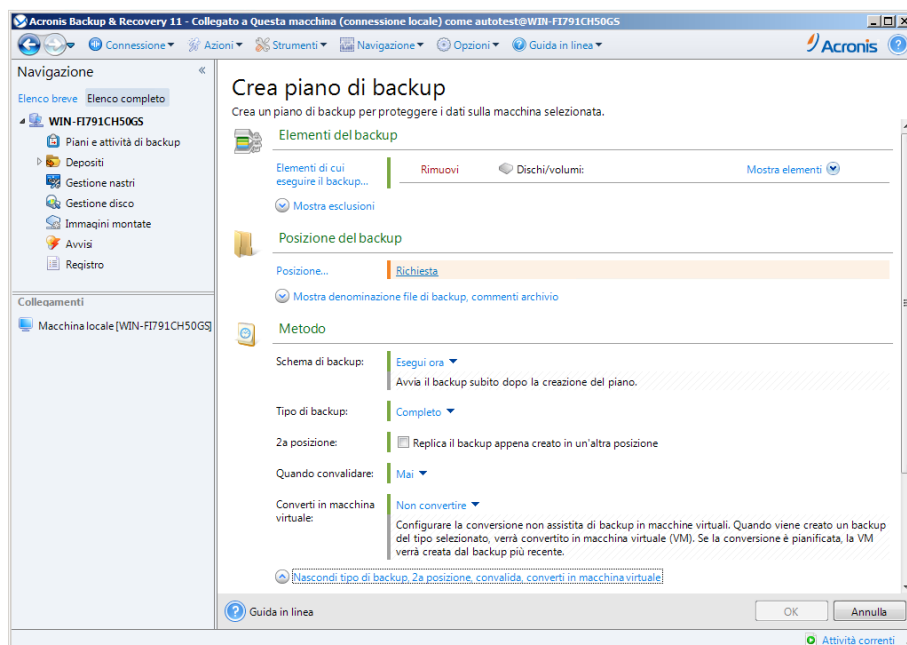 Acronis Backup & Recovery 11 - Collegato a Questa macchina (connessione locale) come autotest@WIN-FI791CH50GS
Connessione Azioni Strumenti Navigazione Opzioni Guida in linea Acronis
Navigazione
Elenco breve Elenco completo
WIN-FI791CH50GS
Piani e attività di backup
Depositi
Gestione nastri
Gestione disco
Immagini montate
Avvisi
Registro
Collegamenti
Macchina locale [WIN-FI791CH50GS]
Crea piano di backup
Crea un piano di backup per proteggere i dati sulla macchina selezionata.
Elementi del backup
Elementi di cui
eseguire il backup...
Rimuovi Dischi/volumi: Mostra elementi
Mostra esclusioni
Posizione del backup
Posizione... Richiesta
Mostra denominazione file di backup, commenti archivio
Metodo
Schema di backup: Esegui ora
Avvia il backup subito dopo la creazione del piano.
Tipo di backup: Completo
2a posizione: Replica il backup appena creato in un'altra posizione
Quando convalidare: Mai
Converti in macchina
virtuale:
Non convertire
Configurare la conversione non assistita di backup in macchine virtuali. Quando viene creato un backup
del tipo selezionato, verrà convertito in macchina virtuale (VM). Se la conversione è pianificata, la VM
verrà creata dal backup più recente.
Nascondi tipo di backup, 2a posizione, convalida, converti in macchina virtuale
Guida in linea OK Annulla
Attività correnti